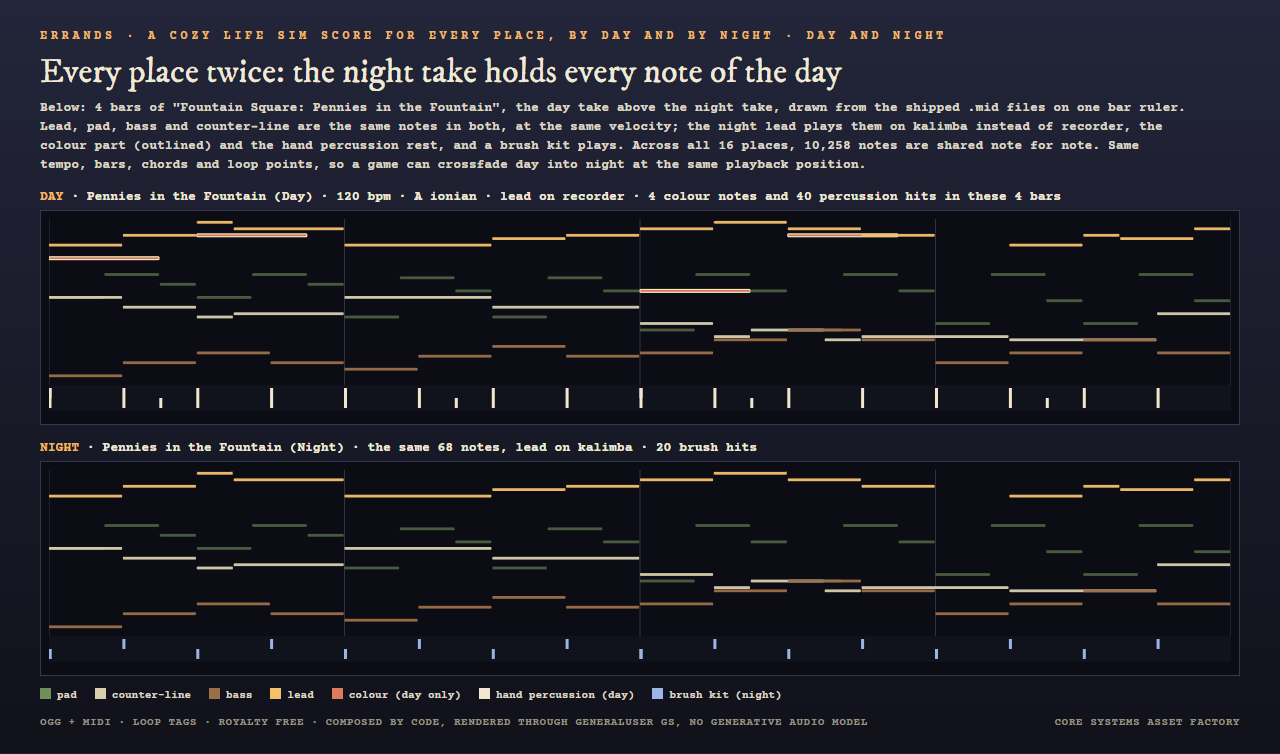 ERRANDS · A COZY LIFE SIM SCORE FOR EVERY PLACE, BY DAY AND BY NIGHT · DAY AND NIGHT
Every place twice: the night take holds every note of the day
Below: 4 bars of "Fountain Square: Pennies in the Fountain", the day take above the night take, drawn from the shipped .mid files on one bar ruler.
Lead, pad, bass and counter-line are the same notes in both, at the same velocity; the night lead plays them on kalimba instead of recorder, the
colour part (outlined) and the hand percussion rest, and a brush kit plays. Across all 16 places, 10,258 notes are shared note for note. Same
tempo, bars, chords and loop points, so a game can crossfade day into night at the same playback position.
DAY · Pennies in the Fountain (Day) · 120 bpm · A ionian · lead on recorder · 4 colour notes and 40 percussion hits in these 4 bars
NIGHT · Pennies in the Fountain (Night) · the same 68 notes, lead on kalimba · 20 brush hits
pad counter-line bass lead colour (day only) hand percussion (day) brush kit (night)
OGG + MIDI · LOOP TAGS · ROYALTY FREE · COMPOSED BY CODE, RENDERED THROUGH GENERALUSER GS, NO GENERATIVE AUDIO MODEL
CORE SYSTEMS ASSET FACTORY